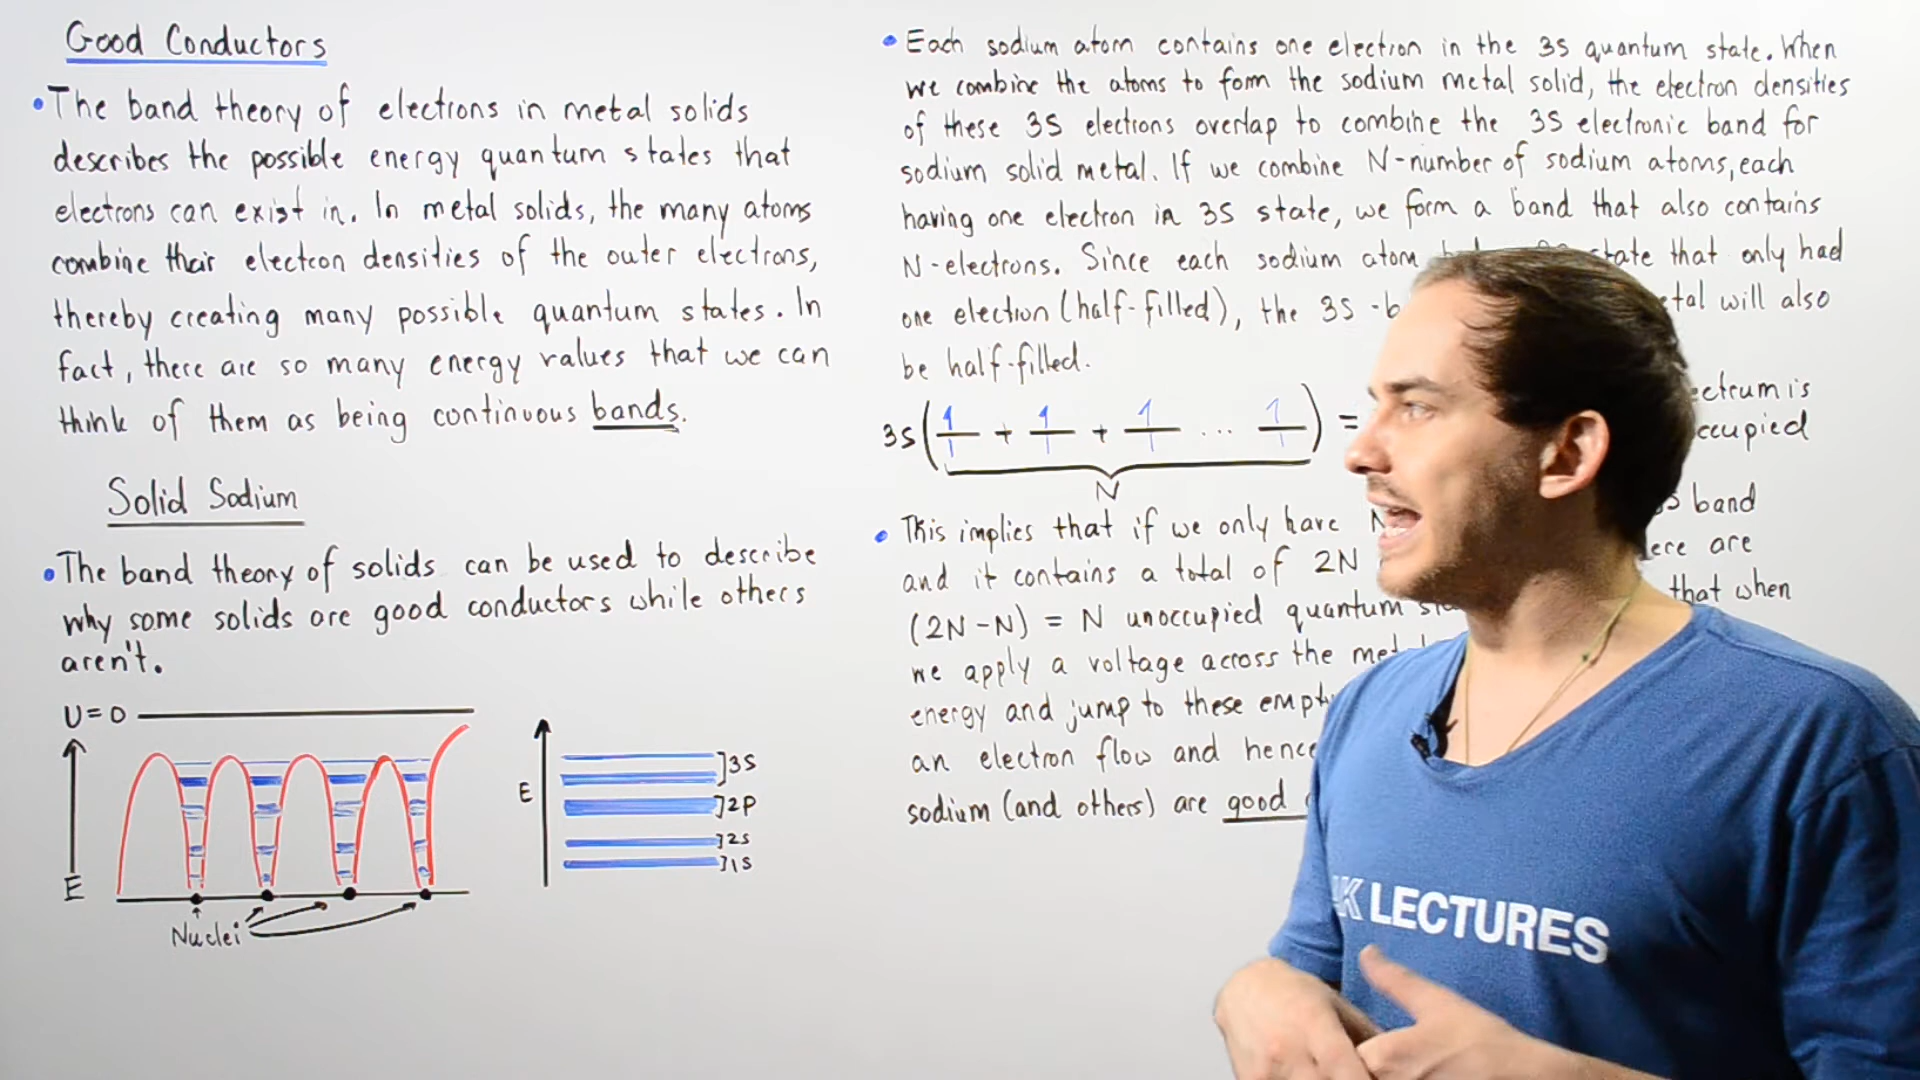 Good Conductors
• The band theory of electrons in metal solids
describes the possible energy quantum states that
electrons can exist in. In metal solids, the many atoms
combine their electron densities of the outer electrons,
thereby creating many possible quantum states. In
fact, there are so many energy values that we can
think of them as being continuous bands.
Solid Sodium
• The band theory of solids can be used to describe
why some solids are good conductors while others
aren't.
U=0
E
Nuclei
E
]3s
]2p
]2s
]1s
• Each sodium atom contains one electron in the 3s quantum state. When
we combine the atoms to form the sodium metal solid, the electron densities
of these 3s electrons overlap to combine the 3s electronic band for
sodium solid metal. If we combine N-number of sodium atoms, each
having one electron in 3s state, we form a band that also contains
N-electrons. Since each sodium atom that only had
one electron (half-filled), the 3s will also
be half-filled.
is
3s(1 + 1 + 1 ... 1) =
N
band
• This implies that if we only have
are
and it contains a total of 2N
that when
(2N-N) = N unoccupied quantum
we apply a voltage across the
energy and jump to these
an electron flow and hence
sodium (and others) are good
LECTURES